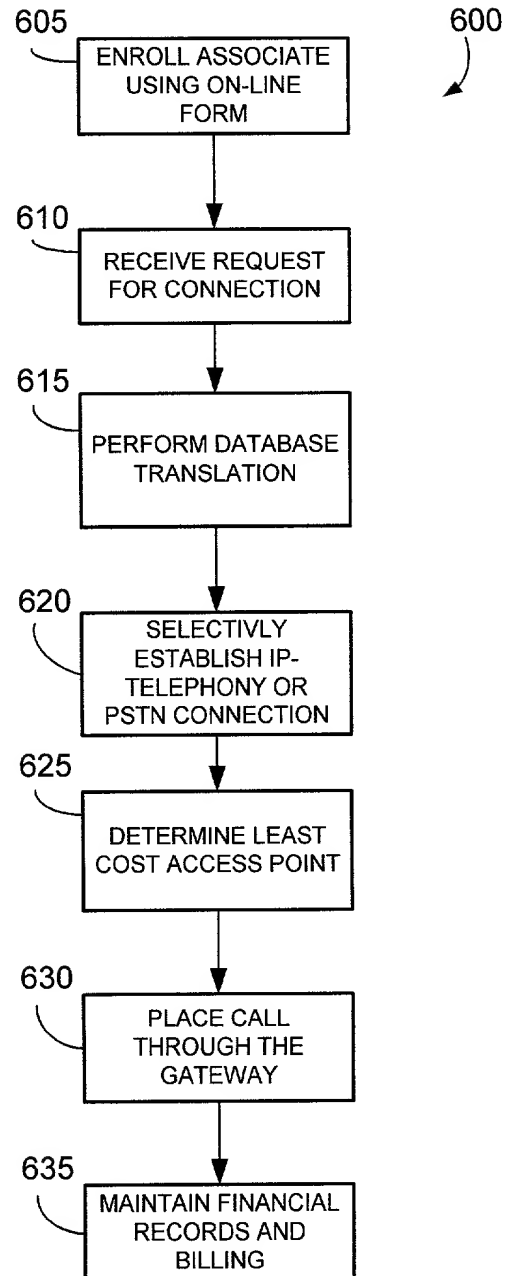 605
600
ENROLL ASSOCIATE
USING ON-LINE
FORM
610
RECEIVE REQUEST
FOR CONNECTION
615
PERFORM DATABASE
TRANSLATION
620
SELECTIVLY
ESTABLISH IP-
TELEPHONY OR
PSTN CONNECTION
625
DETERMINE LEAST
COST ACCESS POINT
630
PLACE CALL
THROUGH THE
GATEWAY
635
MAINTAIN FINANCIAL
RECORDS AND
BILLING